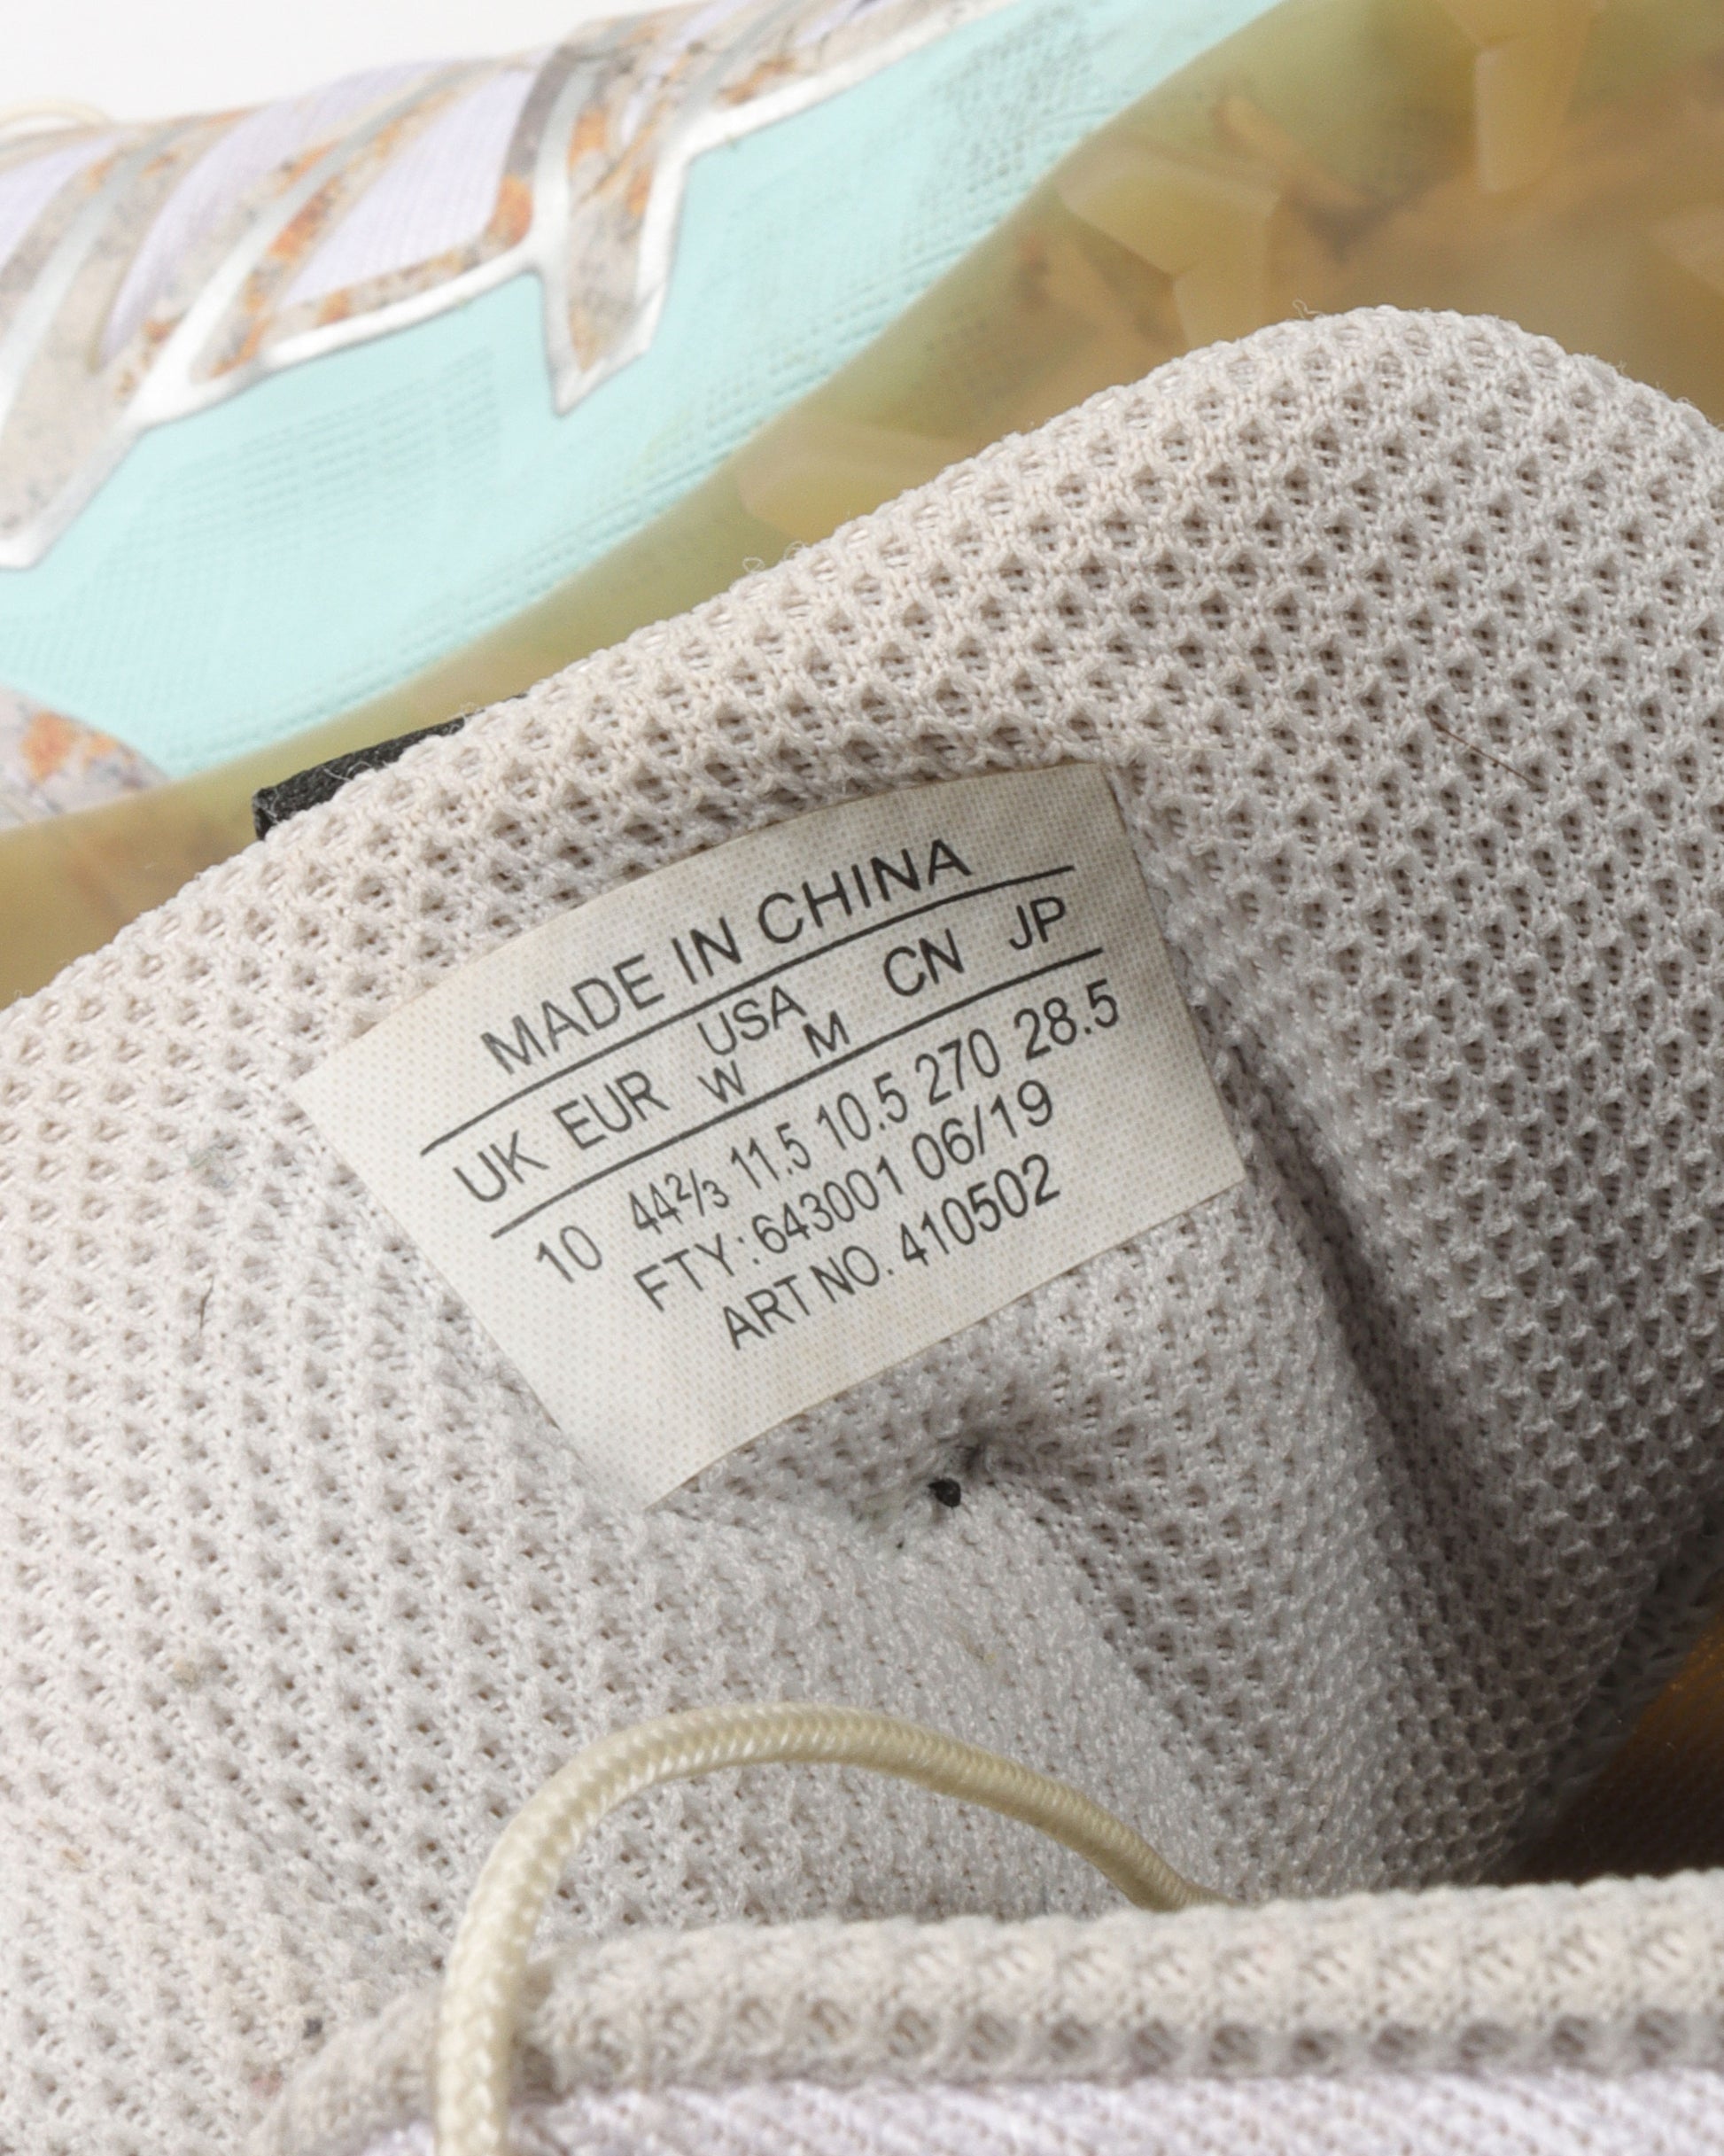 MADE IN CHINA
UK EUR USA CN JP
W M
10 44⅔ 11.5 10.5 270 28.5
FTY:643001 06/19
ART NO. 410502